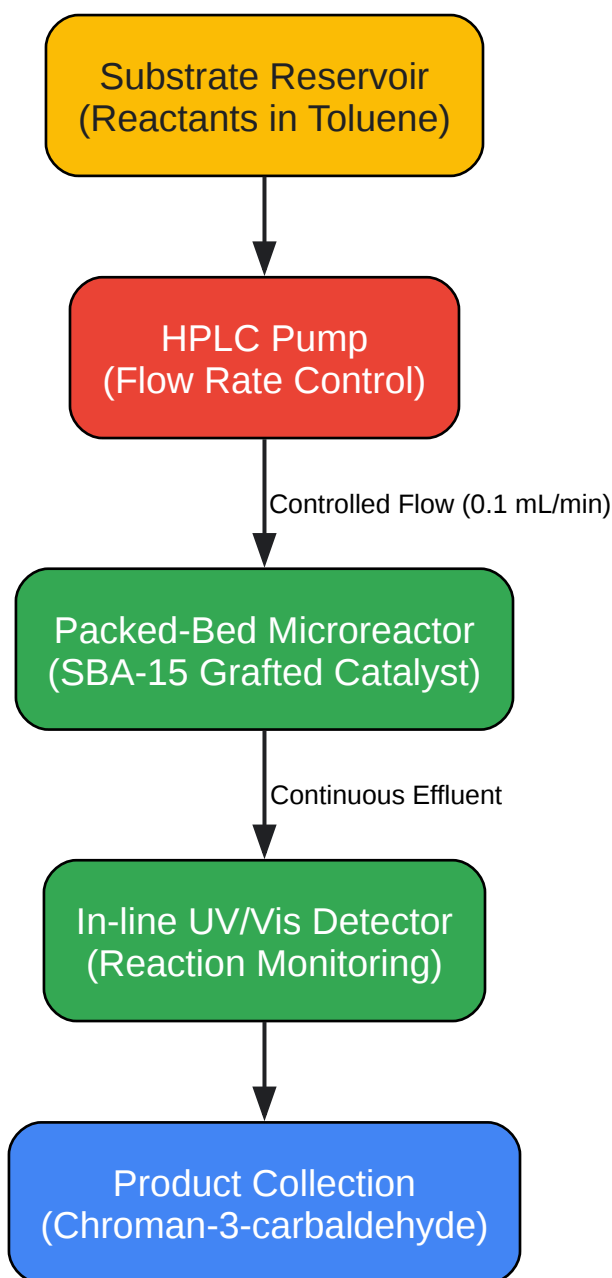 Substrate Reservoir
(Reactants in Toluene)
HPLC Pump
(Flow Rate Control)
Controlled Flow (0.1 mL/min)
Packed-Bed Microreactor
(SBA-15 Grafted Catalyst)
Continuous Effluent
In-line UV/Vis Detector
(Reaction Monitoring)
Product Collection
(Chroman-3-carbaldehyde)